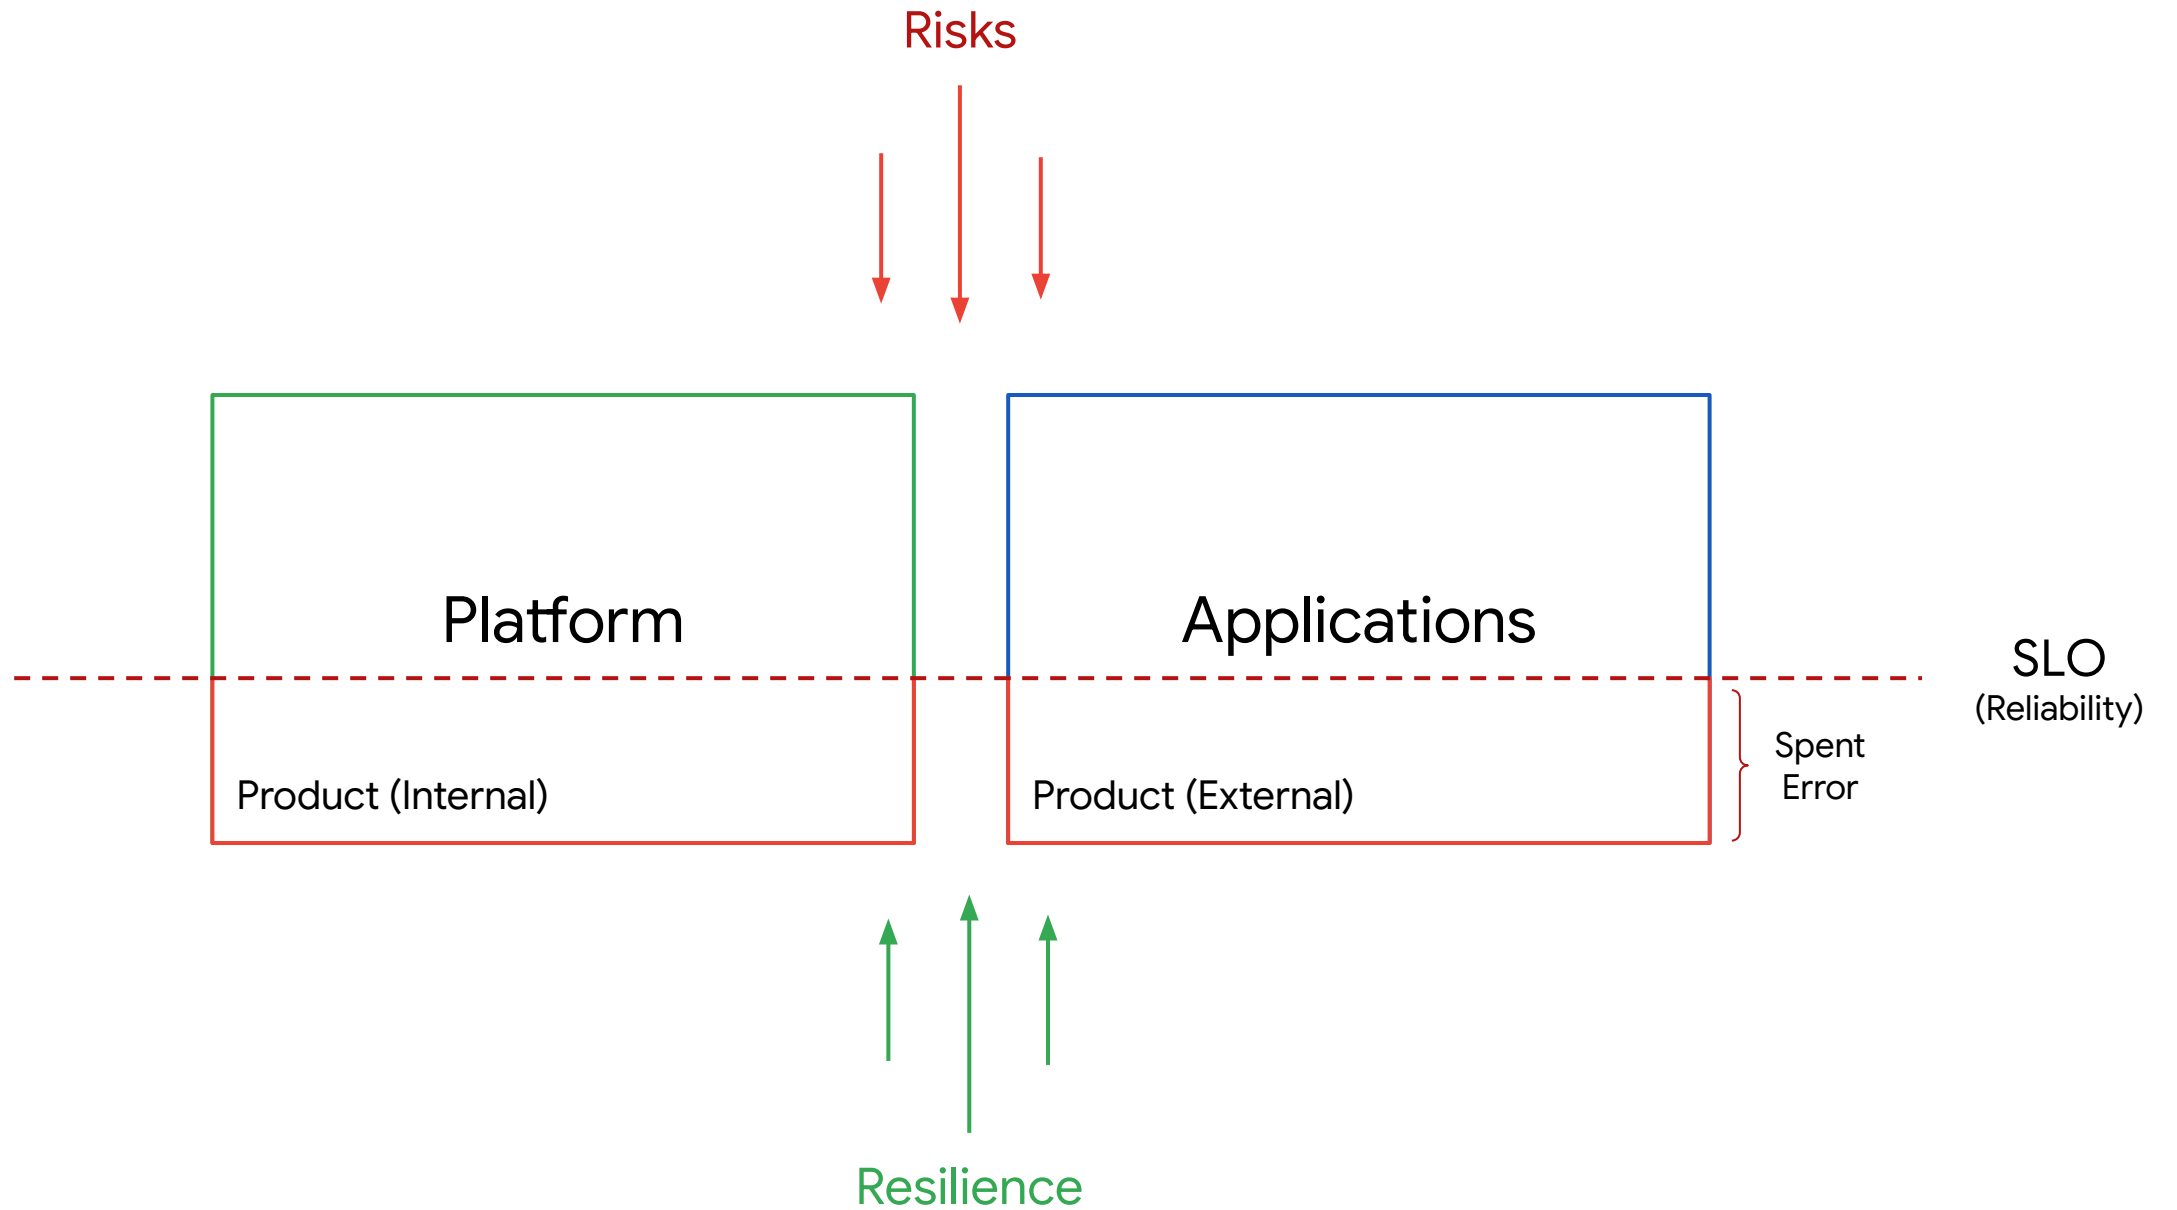 Risks
Platform
Applications
SLO
(Reliability)
Spent
Error
Product (Internal)
Product (External)
Resilience